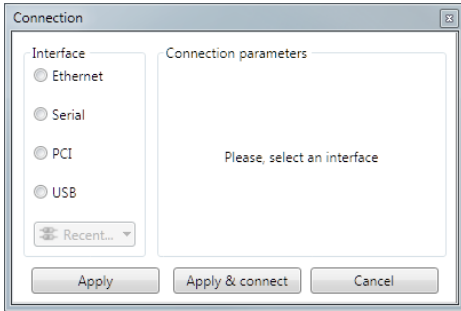 Connection
Interface
Connection parameters
Ethernet
Serial
PCI
Please, select an interface
USB
Recent...
Apply
Apply & connect
Cancel